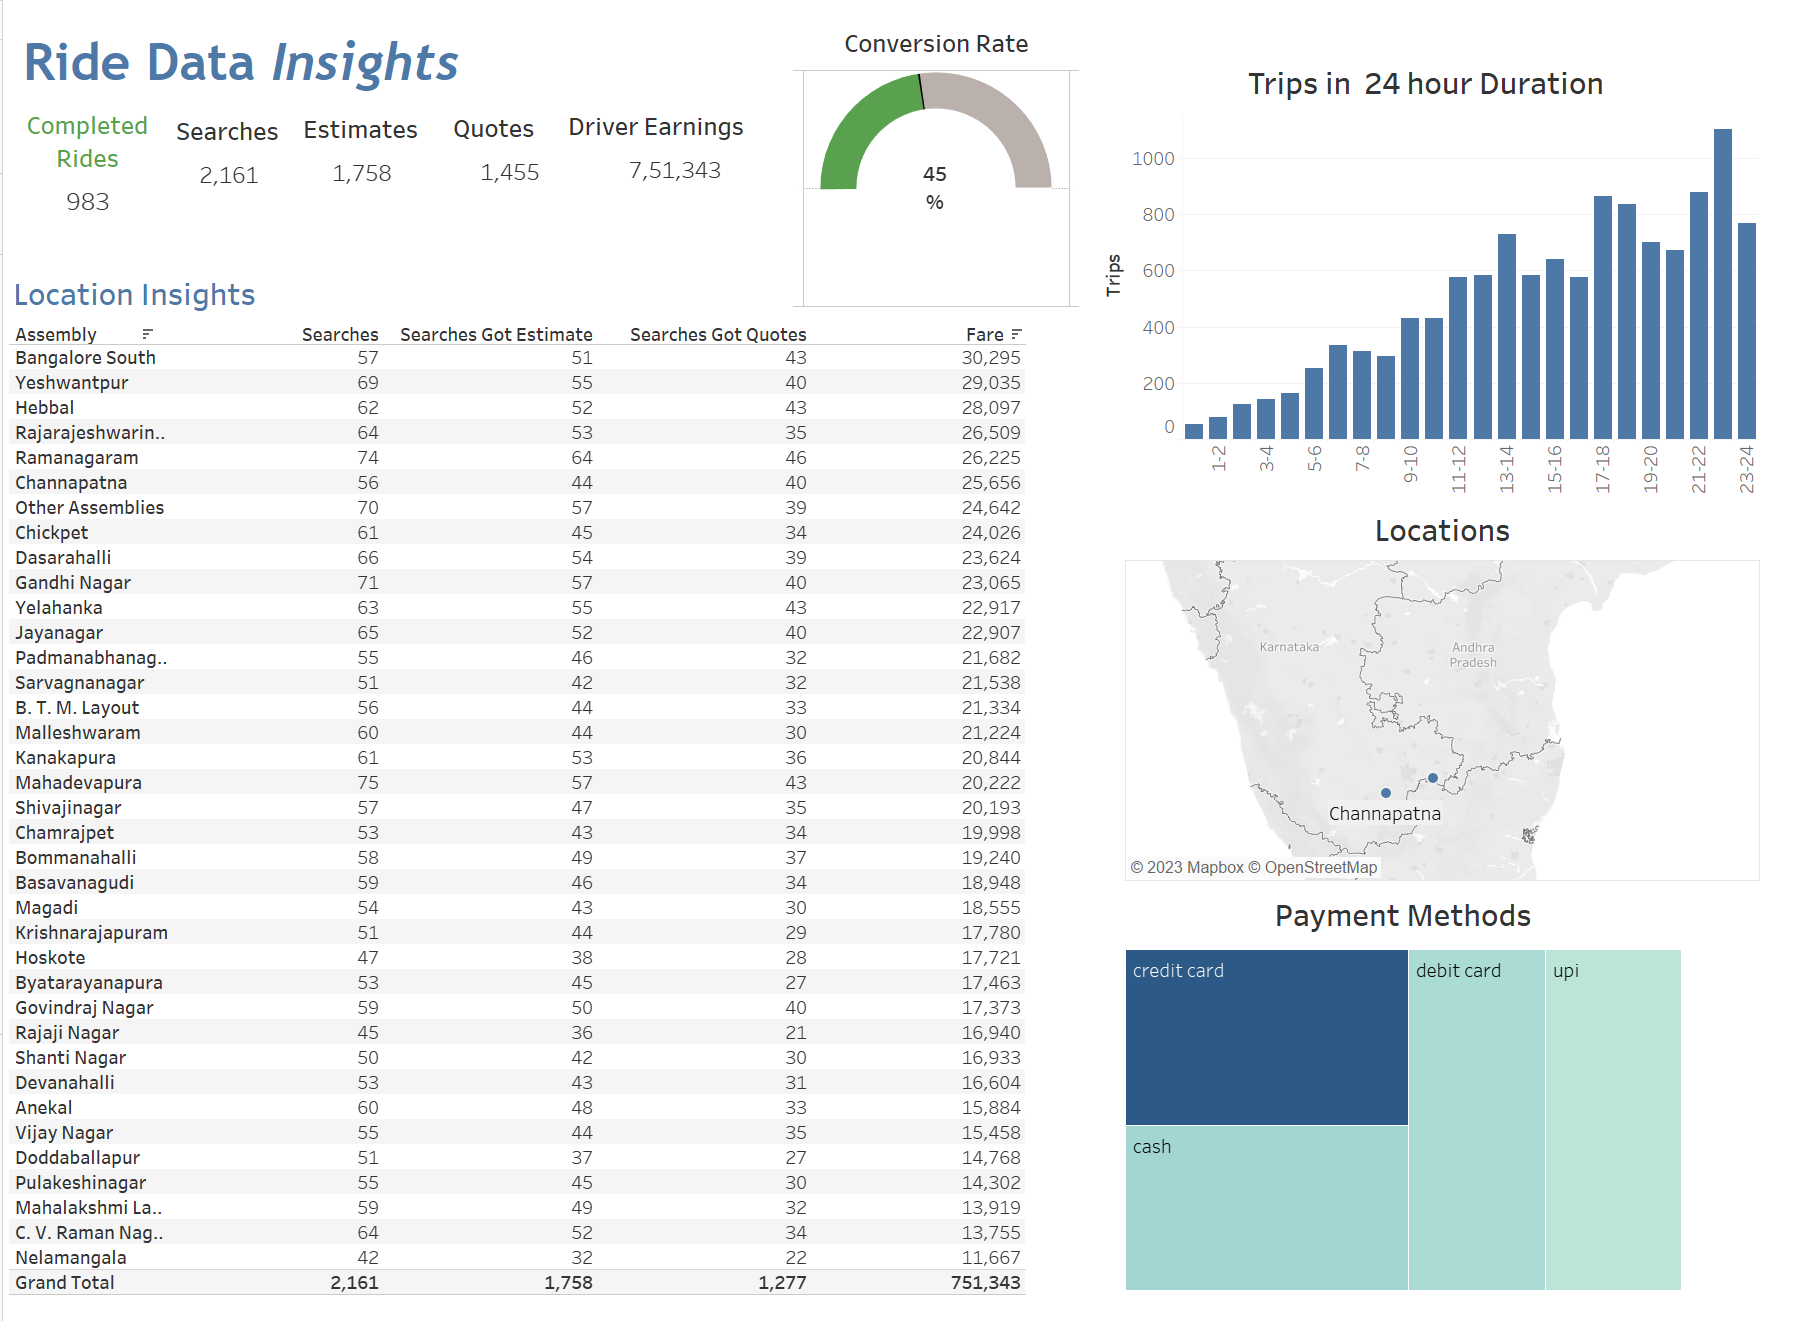 Ride Data Insights
Completed
Rides
983
Searches
2,161
Estimates
1,758
Quotes
1,455
Driver Earnings
7,51,343
Conversion Rate
45
%
Location Insights
Assembly Searches Searches Got Estimate Searches Got Quotes Fare
Bangalore South 57 51 43 30,295
Yeshwantpur 69 55 40 29,035
Hebbal 62 52 43 28,097
Rajarajeshwarin.. 64 53 35 26,509
Ramanagaram 74 64 46 26,225
Channapatna 56 44 40 25,656
Other Assemblies 70 57 39 24,642
Chickpet 61 45 34 24,026
Dasarahalli 66 54 39 23,624
Gandhi Nagar 71 57 40 23,065
Yelahanka 63 55 43 22,917
Jayanagar 65 52 40 22,907
Padmanabhanag.. 55 46 32 21,682
Sarvagnanagar 51 42 32 21,538
B. T. M. Layout 56 44 33 21,334
Malleshwaram 60 44 30 21,224
Kanakapura 61 53 36 20,844
Mahadevapura 75 57 43 20,222
Shivajinagar 57 47 35 20,193
Chamrajpet 53 43 34 19,998
Bommanahalli 58 49 37 19,240
Basavanagudi 59 46 34 18,948
Magadi 54 43 30 18,555
Krishnarajapuram 51 44 29 17,780
Hoskote 47 38 28 17,721
Byatarayanapura 53 45 27 17,463
Govindraj Nagar 59 50 40 17,373
Rajaji Nagar 45 36 21 16,940
Shanti Nagar 50 42 30 16,933
Devanahalli 53 43 31 16,604
Anekal 60 48 33 15,884
Vijay Nagar 55 44 35 15,458
Doddaballapur 51 37 27 14,768
Pulakeshinagar 55 45 30 14,302
Mahalakshmi La.. 59 49 32 13,919
C. V. Raman Nag.. 64 52 34 13,755
Nelamangala 42 32 22 11,667
Grand Total 2,161 1,758 1,277 751,343
Trips in 24 hour Duration
Trips
1000
800
600
400
200
0
1-2 3-4 5-6 7-8 9-10 11-12 13-14 15-16 17-18 19-20 21-22 23-24
Locations
Karnataka
Andhra
Pradesh
Channapatna
© 2023 Mapbox © OpenStreetMap
Payment Methods
credit card
cash
debit card
upi